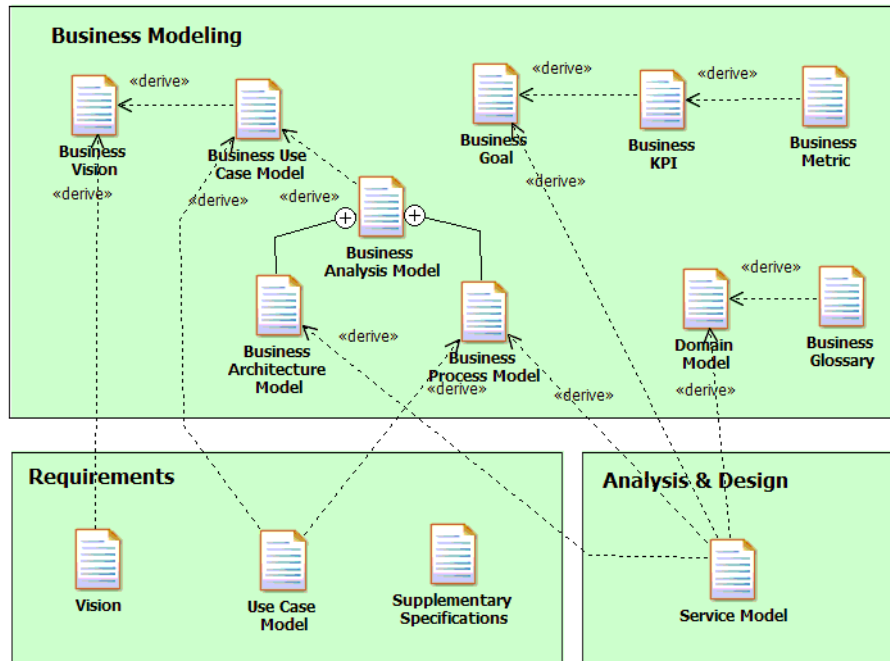 Business Modeling
«derive»
«derive»
«derive»
Business
Vision
Business Use
Case Model
Business
Goal
Business
KPI
Business
Metric
«derive»
«derive»
«derive»
«derive»
Business
Analysis Model
«derive»
Business
Architecture
Model
«derive»
Business
Process Model
Domain
Model
Business
Glossary
«derive»
«derive»
«derive»
Requirements
Analysis & Design
Vision
Use Case
Model
Supplementary
Specifications
Service Model